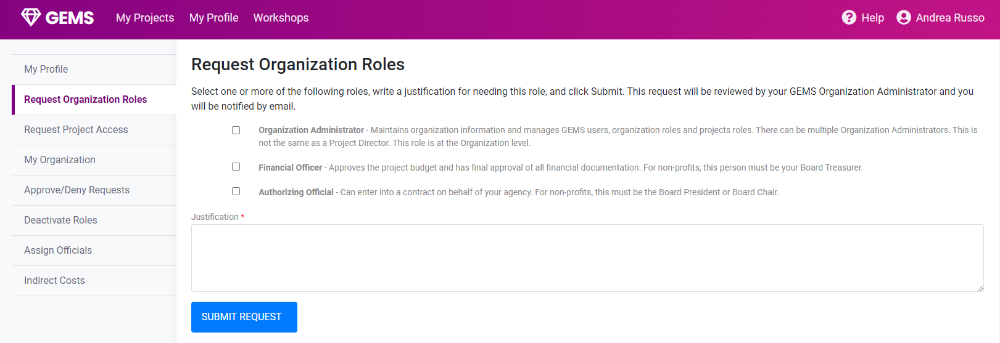 GEMS My Projects My Profile Workshops ? Help Andrea Russo
My Profile
Request Organization Roles
Request Project Access
My Organization
Approve/Deny Requests
Deactivate Roles
Assign Officials
Indirect Costs
Request Organization Roles
Select one or more of the following roles, write a justification for needing this role, and click Submit. This request will be reviewed by your GEMS Organization Administrator and you
will be notified by email.
Organization Administrator - Maintains organization information and manages GEMS users, organization roles and projects roles. There can be multiple Organization Administrators. This is
not the same as a Project Director. This role is at the Organization level.
Financial Officer - Approves the project budget and has final approval of all financial documentation. For non-profits, this person must be your Board Treasurer.
Authorizing Official - Can enter into a contract on behalf of your agency. For non-profits, this must be the Board President or Board Chair.
Justification *
SUBMIT REQUEST